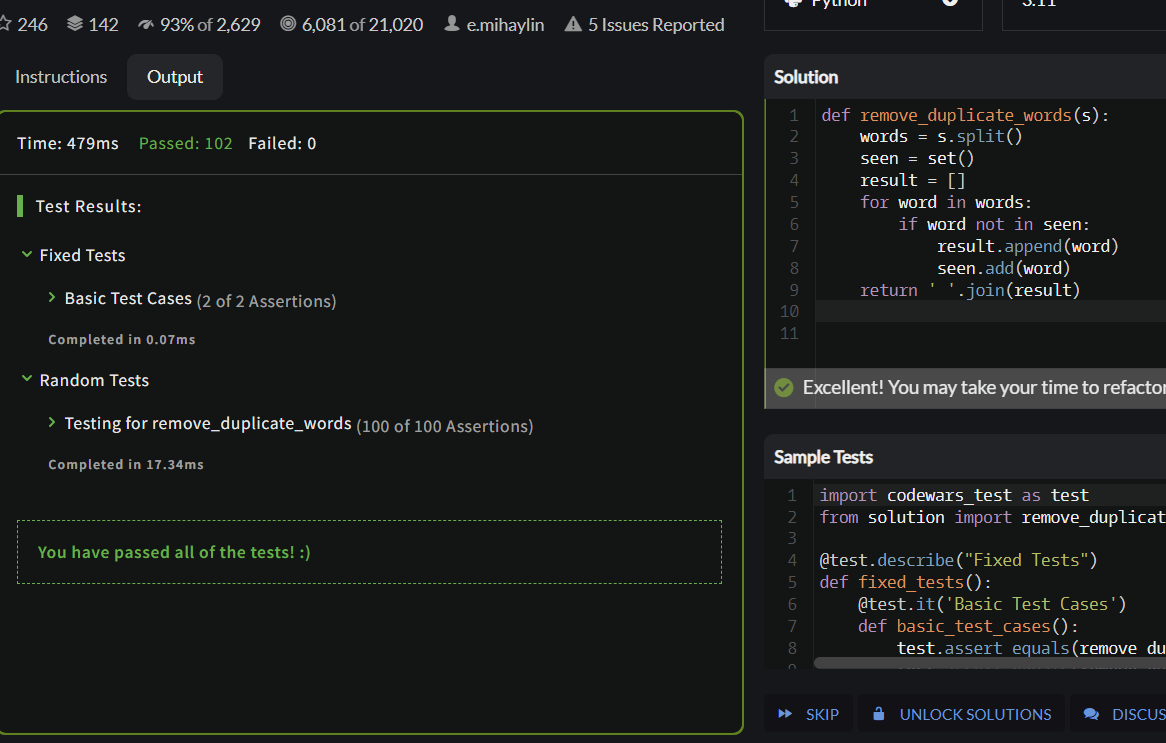 246 142 93% of 2,629 6,081 of 21,020 e.mihaylin 5 Issues Reported
Instructions Output
Time: 479ms Passed: 102 Failed: 0
Test Results:
Fixed Tests
Basic Test Cases (2 of 2 Assertions)
Completed in 0.07ms
Random Tests
Testing for remove_duplicate_words (100 of 100 Assertions)
Completed in 17.34ms
You have passed all of the tests! :)
Python 3.11
Solution
1 def remove_duplicate_words(s):
2 words = s.split()
3 seen = set()
4 result = []
5 for word in words:
6 if word not in seen:
7 result.append(word)
8 seen.add(word)
9 return ' '.join(result)
10
11
Excellent! You may take your time to refactor
Sample Tests
1 import codewars_test as test
2 from solution import remove_duplicat
3
4 @test.describe("Fixed Tests")
5 def fixed_tests():
6 @test.it('Basic Test Cases')
7 def basic_test_cases():
8 test.assert_equals(remove_du
SKIP UNLOCK SOLUTIONS DISCUS